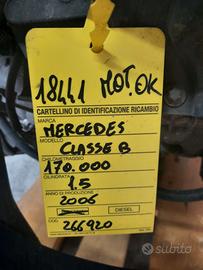 18441 MOT.OK
CARTELLINO DI IDENTIFICAZIONE RICAMBIO
MARCA
MERCEDES
MODELLO
CLASSE B
CHILOMETRAGGIO
170.000
CILINDRATA
1.5
ANNO DI PRODUZIONE
2006
DIESEL
COD.
266920
subito